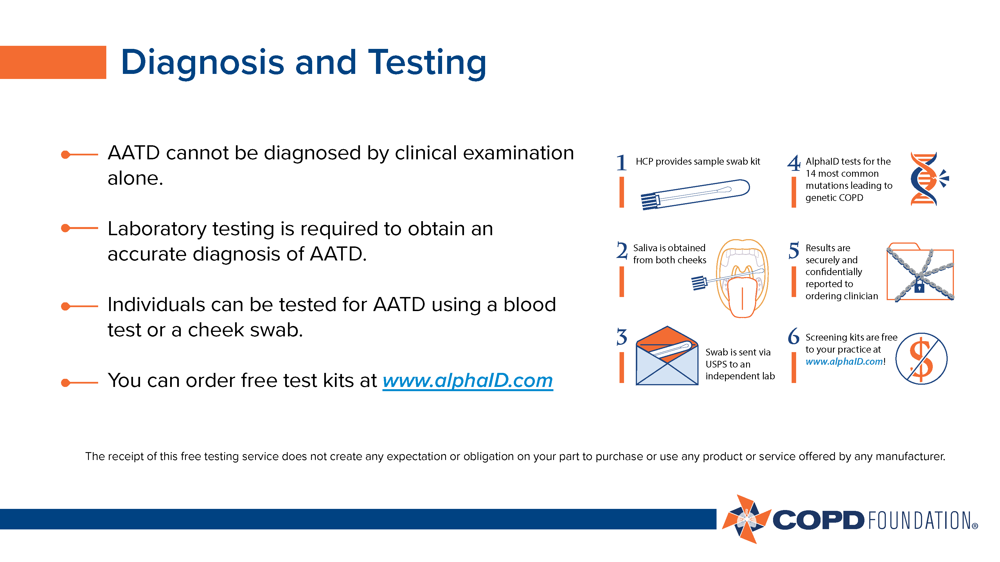 Diagnosis and Testing
AATD cannot be diagnosed by clinical examination
alone.
Laboratory testing is required to obtain an
accurate diagnosis of AATD.
Individuals can be tested for AATD using a blood
test or a cheek swab.
You can order free test kits at www.alphaID.com
1
HCP provides sample swab kit
2
Saliva is obtained
from both cheeks
3
Swab is sent via
USPS to an
independent lab
4
AlphaID tests for the
14 most common
mutations leading to
genetic COPD
5
Results are
securely and
confidentially
reported to
ordering clinician
6
Screening kits are free
to your practice at
www.alphaID.com!
$
The receipt of this free testing service does not create any expectation or obligation on your part to purchase or use any product or service offered by any manufacturer.
COPD FOUNDATION®